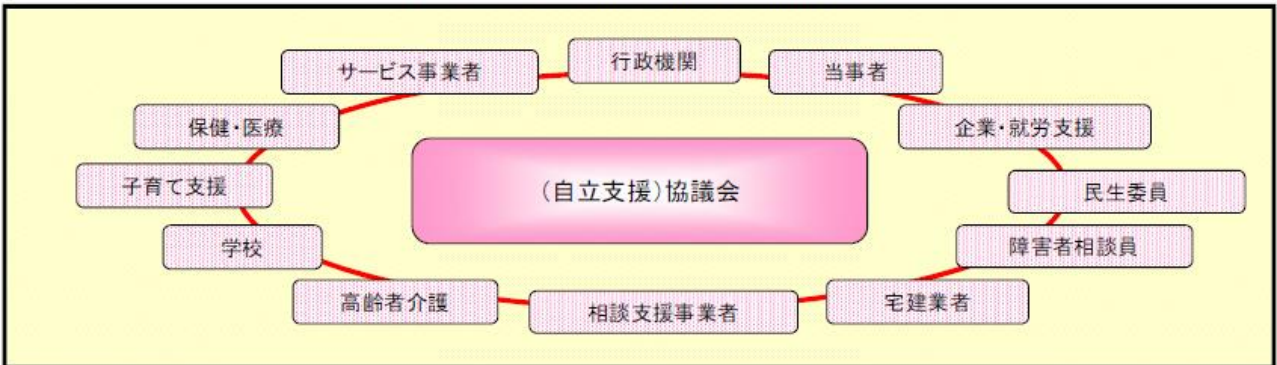 行政機関
サービス事業者
当事者
保健・医療
企業・就労支援
(自立支援)協議会
子育て支援
民生委員
学校
障害者相談員
高齢者介護
相談支援事業者
宅建業者